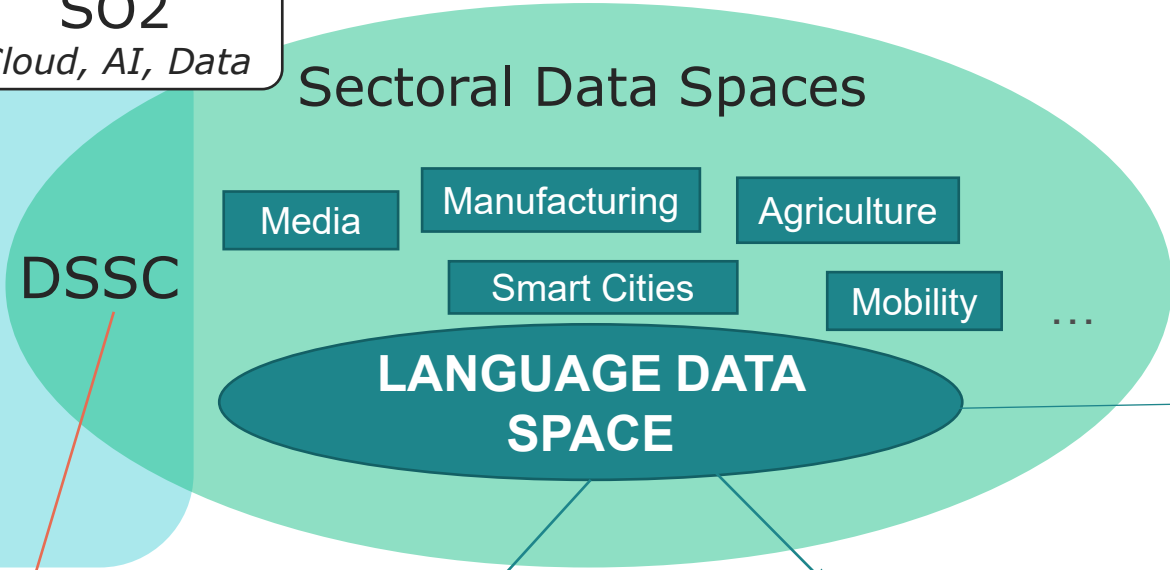 SO2
Cloud, AI, Data
Sectoral Data Spaces
Media
Manufacturing
Agriculture
DSSC
Smart Cities
Mobility
...
LANGUAGE DATA
SPACE